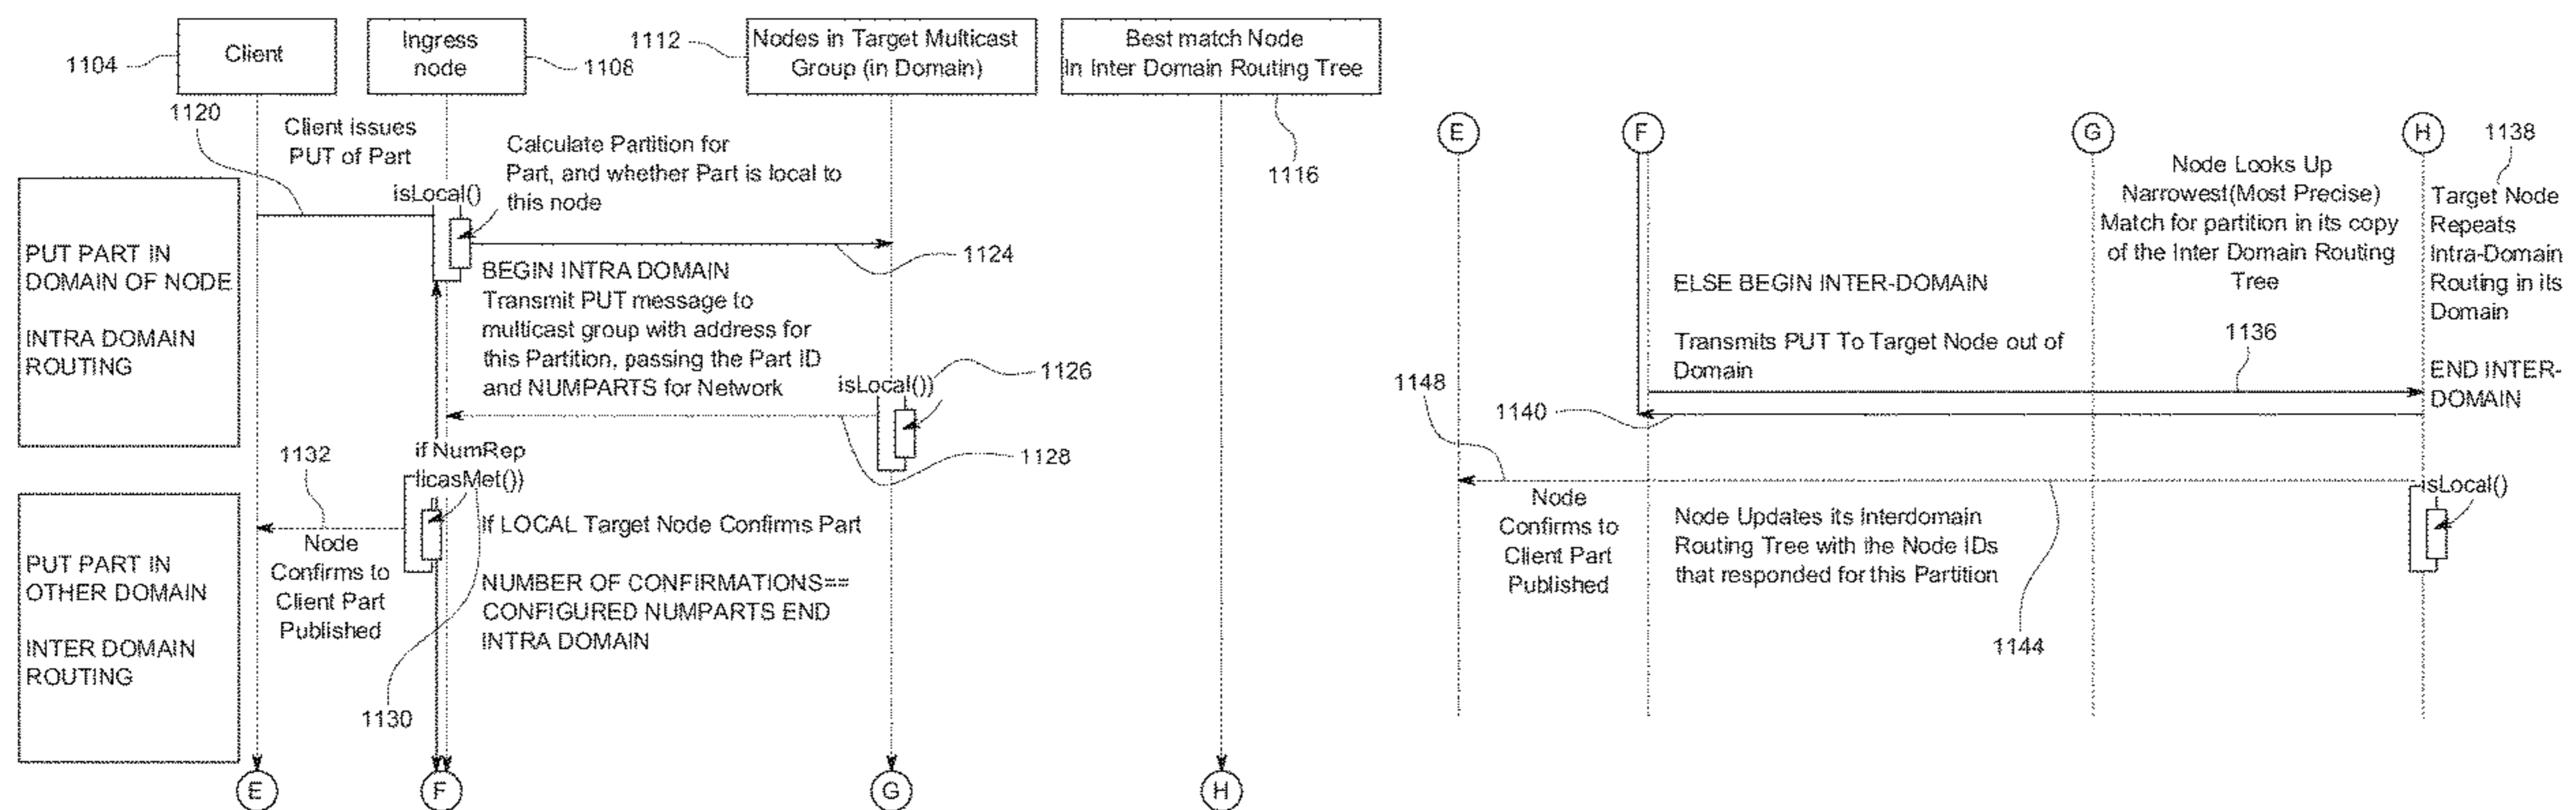 1104
Client
Ingress
node
1108
1112
Nodes in Target Multicast
Group (in Domain)
Best match Node
In Inter Domain Routing Tree
1116
1120
Client issues
PUT of Part
isLocal()
Calculate Partition for
Part, and whether Part is local to
this node
PUT PART IN
DOMAIN OF NODE
INTRA DOMAIN
ROUTING
1124
BEGIN INTRA DOMAIN
Transmit PUT message to
multicast group with address for
this Partition, passing the Part ID
and NUMPARTS for Network
isLocal())
1126
1128
if NumRep
licasMet())
1132
Node
Confirms to
Client Part
Published
If LOCAL Target Node Confirms Part
NUMBER OF CONFIRMATIONS==
CONFIGURED NUMPARTS END
INTRA DOMAIN
1130
PUT PART IN
OTHER DOMAIN
INTER DOMAIN
ROUTING
E
F
G
H
E
F
G
H
1138
Node Looks Up
Narrowest(Most Precise)
Match for partition in its copy
of the Inter Domain Routing
Tree
Target Node
Repeats
Intra-Domain
Routing in its
Domain
END INTER-
DOMAIN
ELSE BEGIN INTER-DOMAIN
Transmits PUT To Target Node out of
Domain
1136
1148
1140
Node
Confirms to
Client Part
Published
Node Updates its Interdomain
Routing Tree with the Node IDs
that responded for this Partition
isLocal()
1144